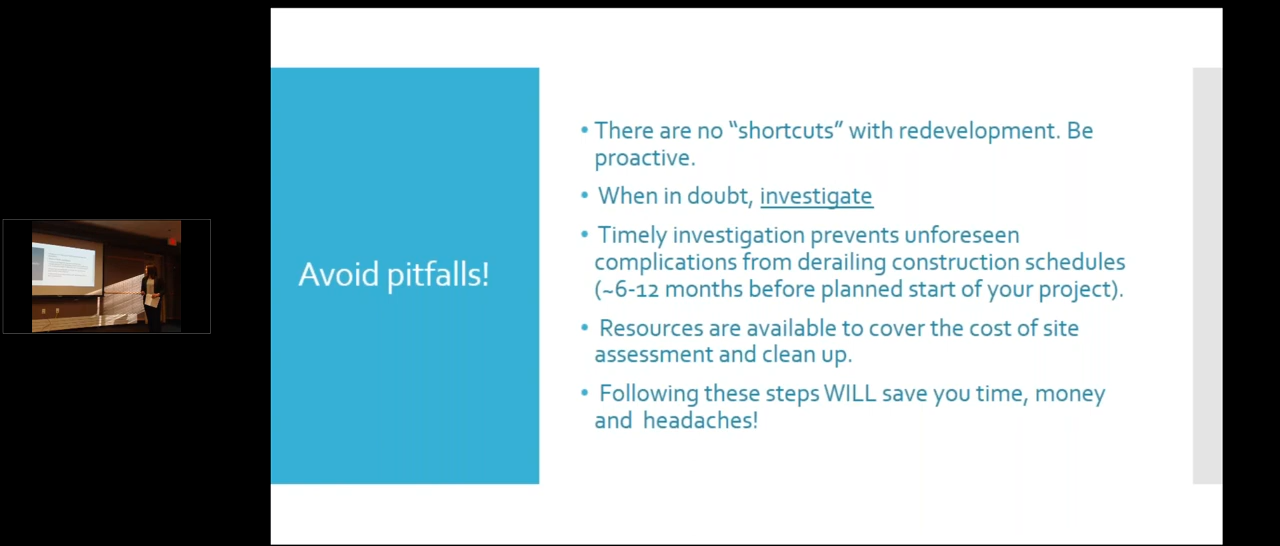 Avoid pitfalls!
• There are no “shortcuts” with redevelopment. Be
proactive.
• When in doubt, investigate
• Timely investigation prevents unforeseen
complications from derailing construction schedules
(~6-12 months before planned start of your project).
• Resources are available to cover the cost of site
assessment and clean up.
• Following these steps WILL save you time, money
and headaches!